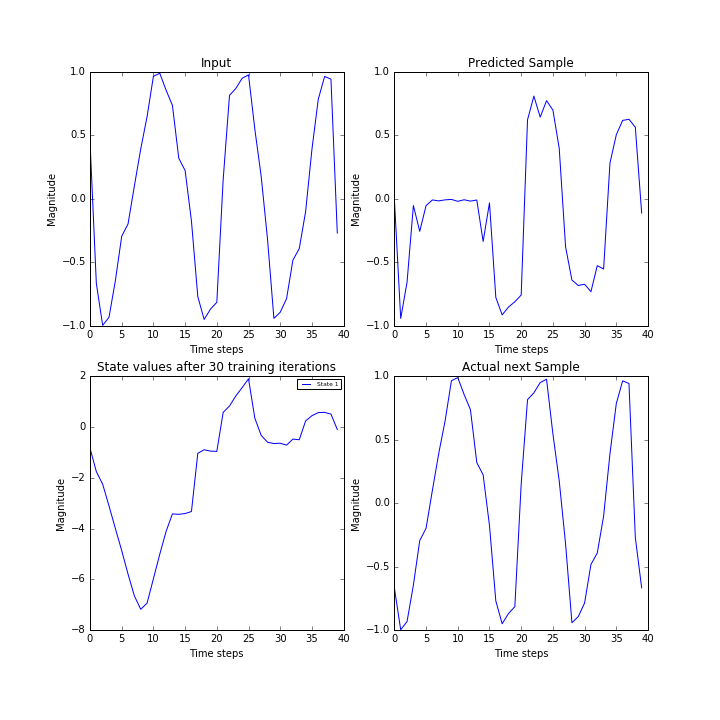 Input
1.0
0.5
0.0
−0.5
−1.0
Magnitude
0 5 10 15 20 25 30 35 40
Time steps
Predicted Sample
1.0
0.5
0.0
−0.5
−1.0
Magnitude
0 5 10 15 20 25 30 35 40
Time steps
State values after 30 training iterations
State 1
2
0
−2
−4
−6
−8
Magnitude
0 5 10 15 20 25 30 35 40
Time steps
Actual next Sample
1.0
0.5
0.0
−0.5
−1.0
Magnitude
0 5 10 15 20 25 30 35 40
Time steps